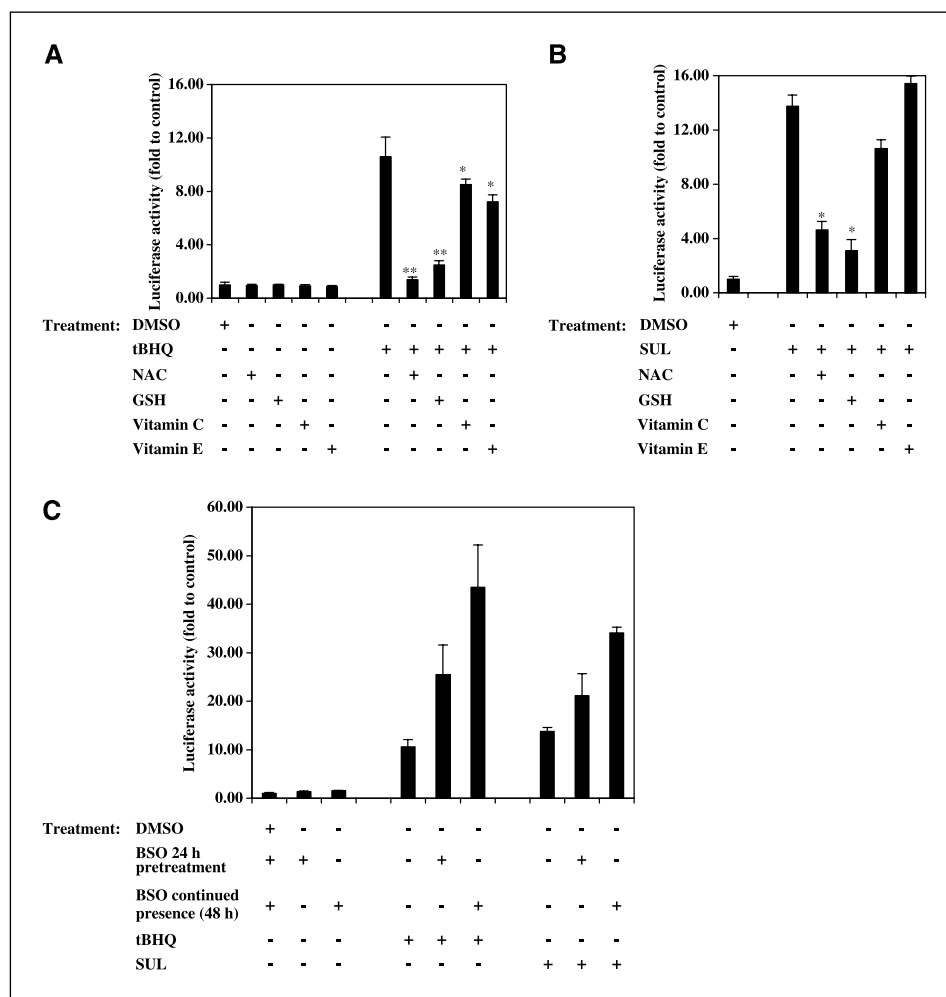 A
B
Luciferase activity (fold to control)
16.00
12.00
8.00
4.00
0.00
** ** * *
Treatment: DMSO + - - - - - - - - -
tBHQ - - - - - + + + + +
NAC - + - - - - + - - -
GSH - - + - - - - + - -
Vitamin C - - - + - - - - + -
Vitamin E - - - - + - - - - +
Luciferase activity (fold to control)
16.00
12.00
8.00
4.00
0.00
* *
Treatment: DMSO + - - - - -
SUL - + + + + +
NAC - - + - - -
GSH - - - + - -
Vitamin C - - - - + -
Vitamin E - - - - - +
C
Luciferase activity (fold to control)
60.00
50.00
40.00
30.00
20.00
10.00
0.00
Treatment: DMSO + - - - - - - - -
BSO 24 h
pretreatment + + - - + - - + -
BSO continued
presence (48 h) + - + - - + - - +
tBHQ - - - + + + - - -
SUL - - - - - - + + +